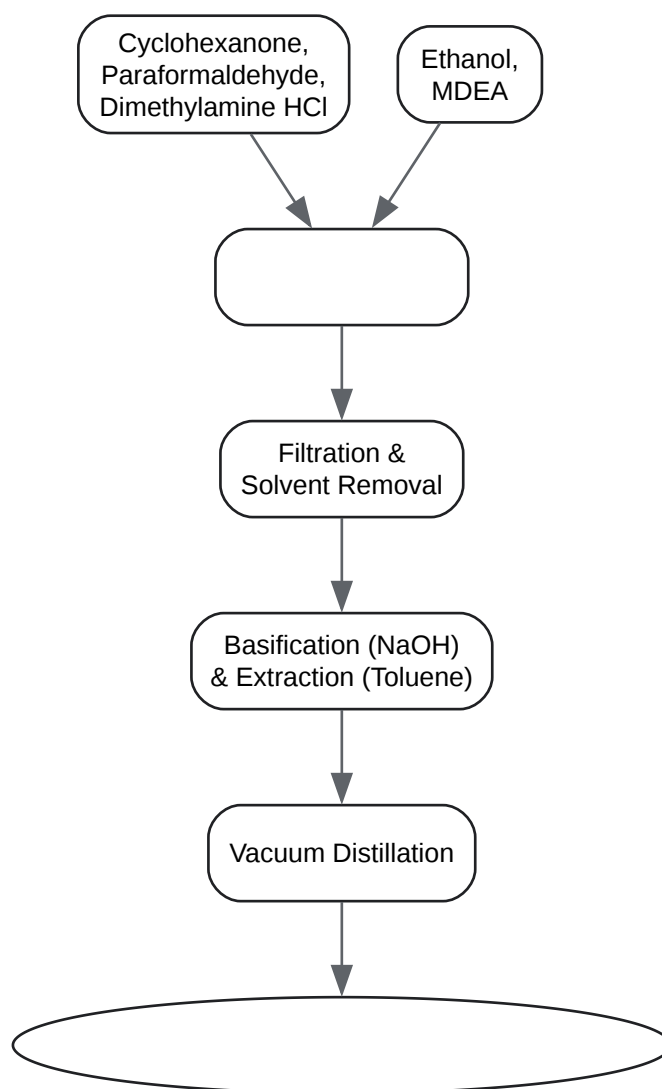 Cyclohexanone,
Paraformaldehyde,
Dimethylamine HCl
Ethanol,
MDEA
Filtration &
Solvent Removal
Basification (NaOH)
& Extraction (Toluene)
Vacuum Distillation